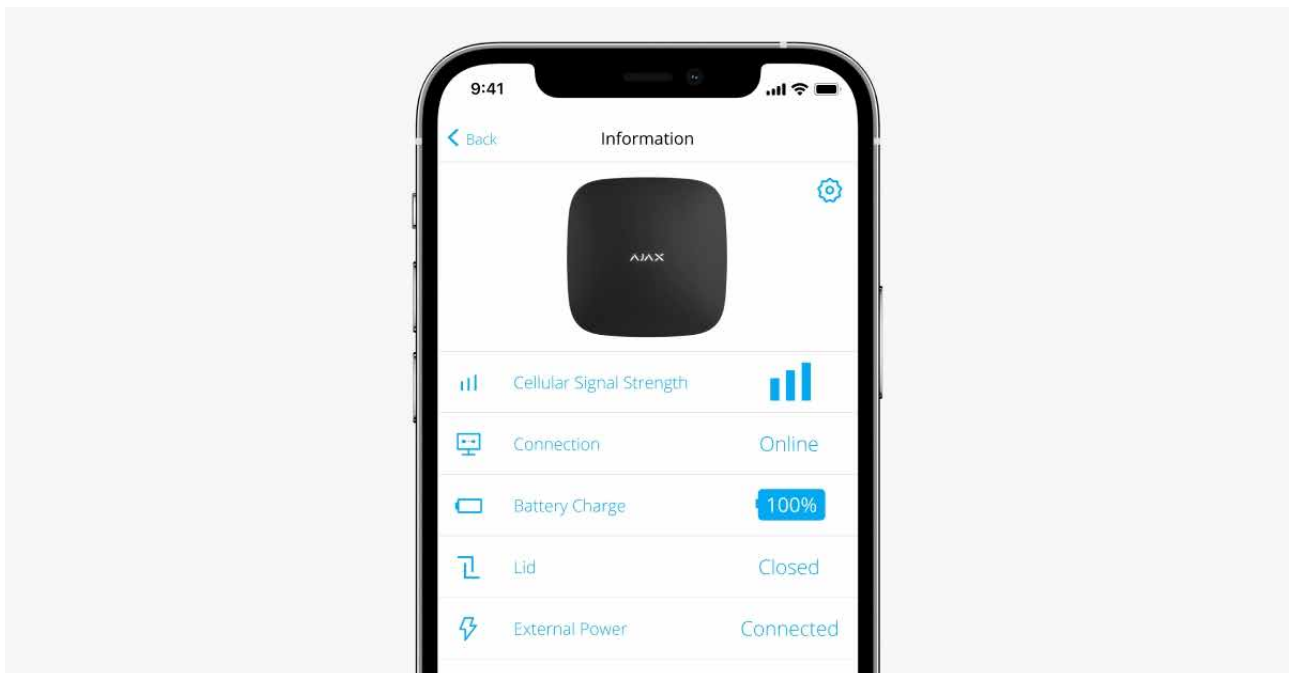 9:41
Back
Information
AJAX
Cellular Signal Strength
Connection
Online
Battery Charge
100%
Lid
Closed
External Power
Connected